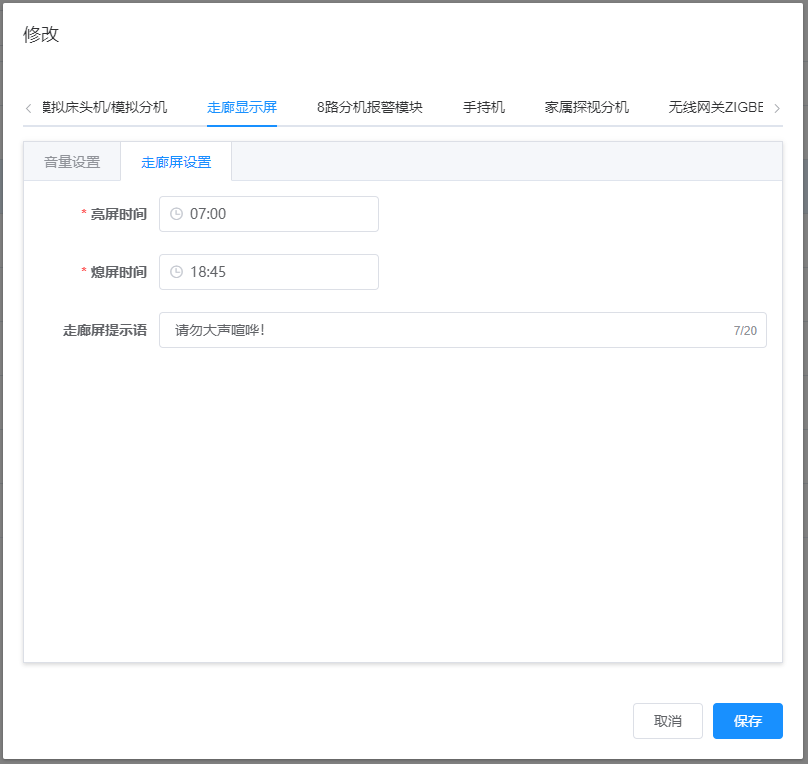 修改
模拟床头机/模拟分机 走廊显示屏 8路分机报警模块 手持机 家属探视分机 无线网关ZIGBE
音量设置 走廊屏设置
* 亮屏时间 07:00
* 熄屏时间 18:45
走廊屏提示语 请勿大声喧哗! 7/20
取消 保存